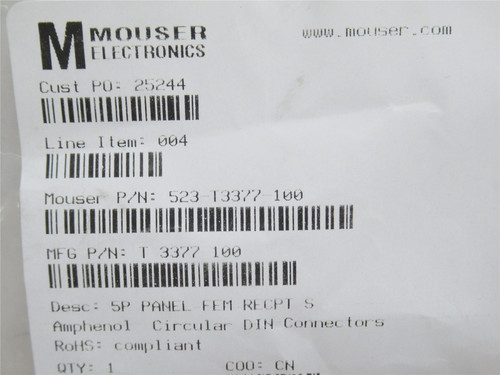 M MOUSER
ELECTRONICS
www.mouser.com
Cust PO: 25244
Line Item: 004
Mouser P/N: 523-T3377-100
MFG P/N: T 3377 100
Desc: 5P PANEL FEM RECPT S
Amphenol Circular DIN Connectors
RoHS: compliant
QTY: 1 COO: CN